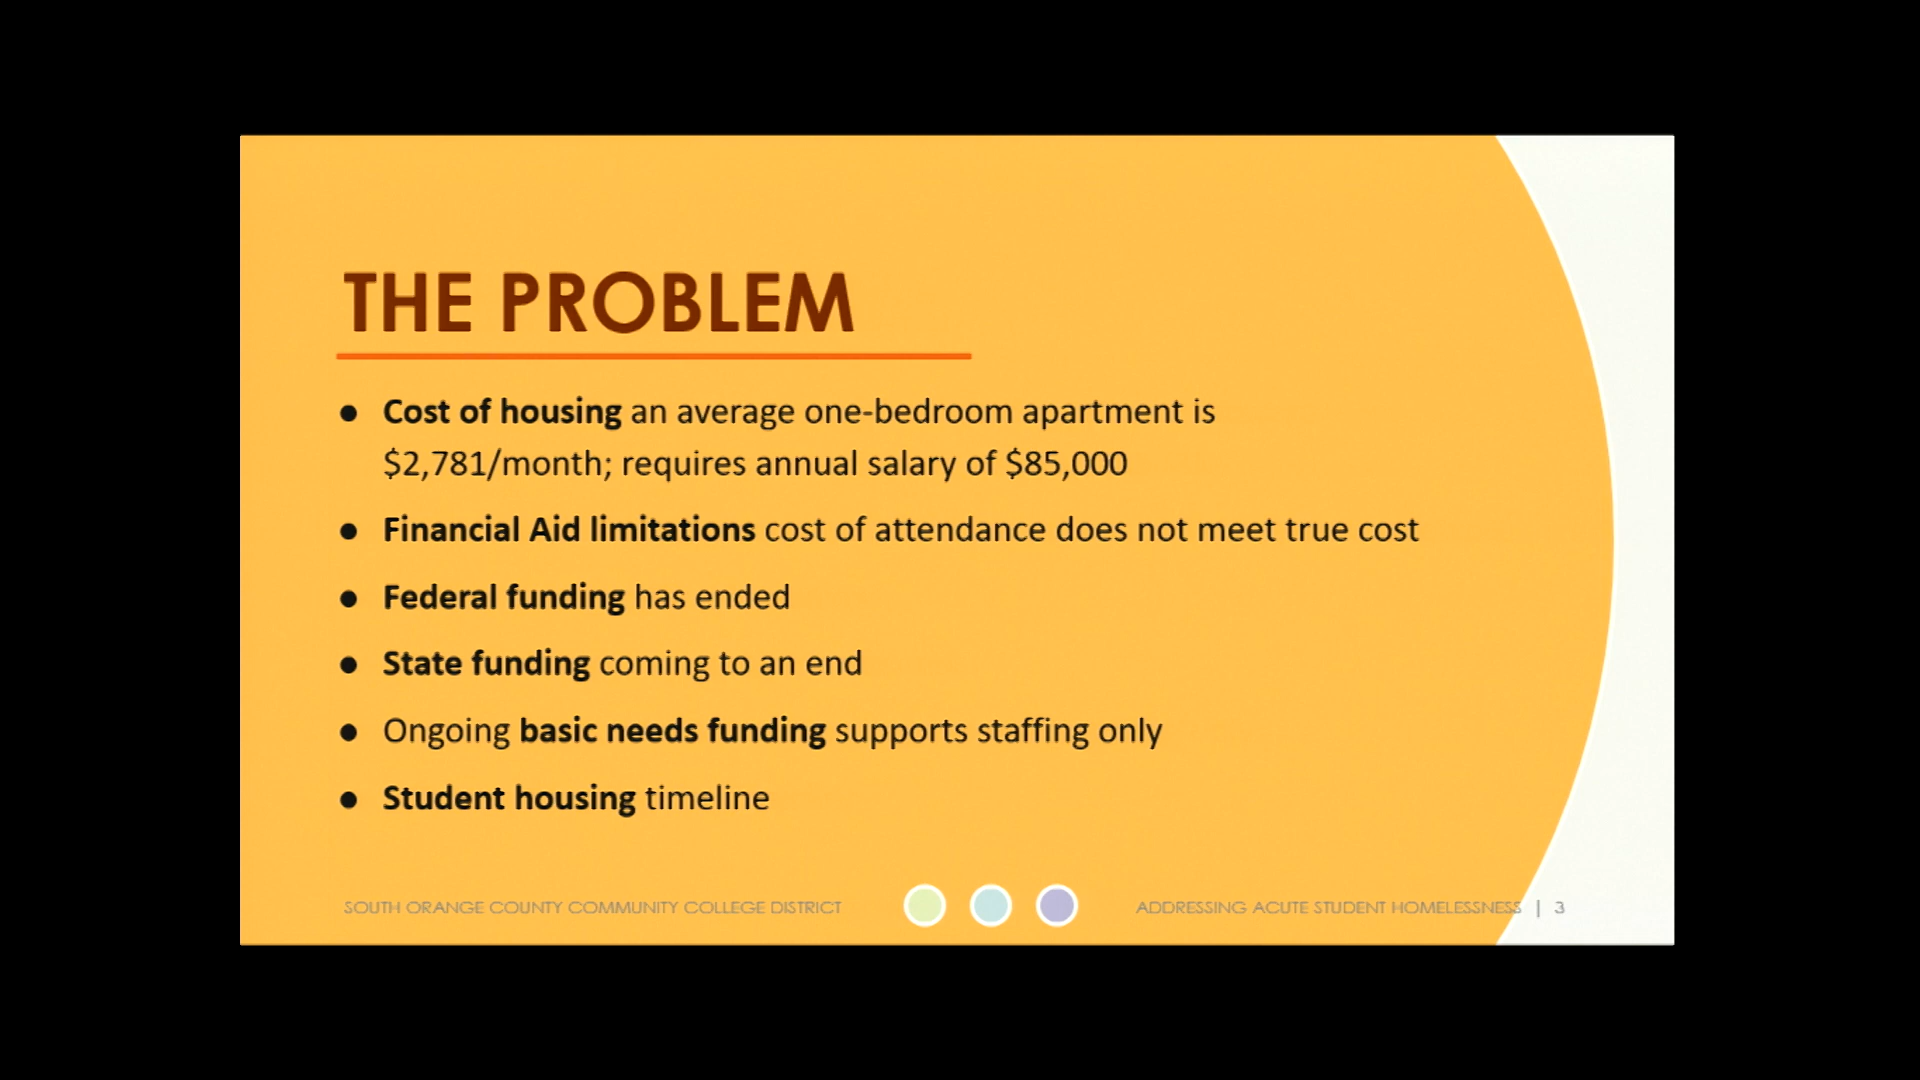 THE PROBLEM
● Cost of housing an average one-bedroom apartment is
$2,781/month; requires annual salary of $85,000
● Financial Aid limitations cost of attendance does not meet true cost
● Federal funding has ended
● State funding coming to an end
● Ongoing basic needs funding supports staffing only
● Student housing timeline
SOUTH ORANGE COUNTY COMMUNITY COLLEGE DISTRICT
ADDRESSING ACUTE STUDENT HOMELESSNESS | 3